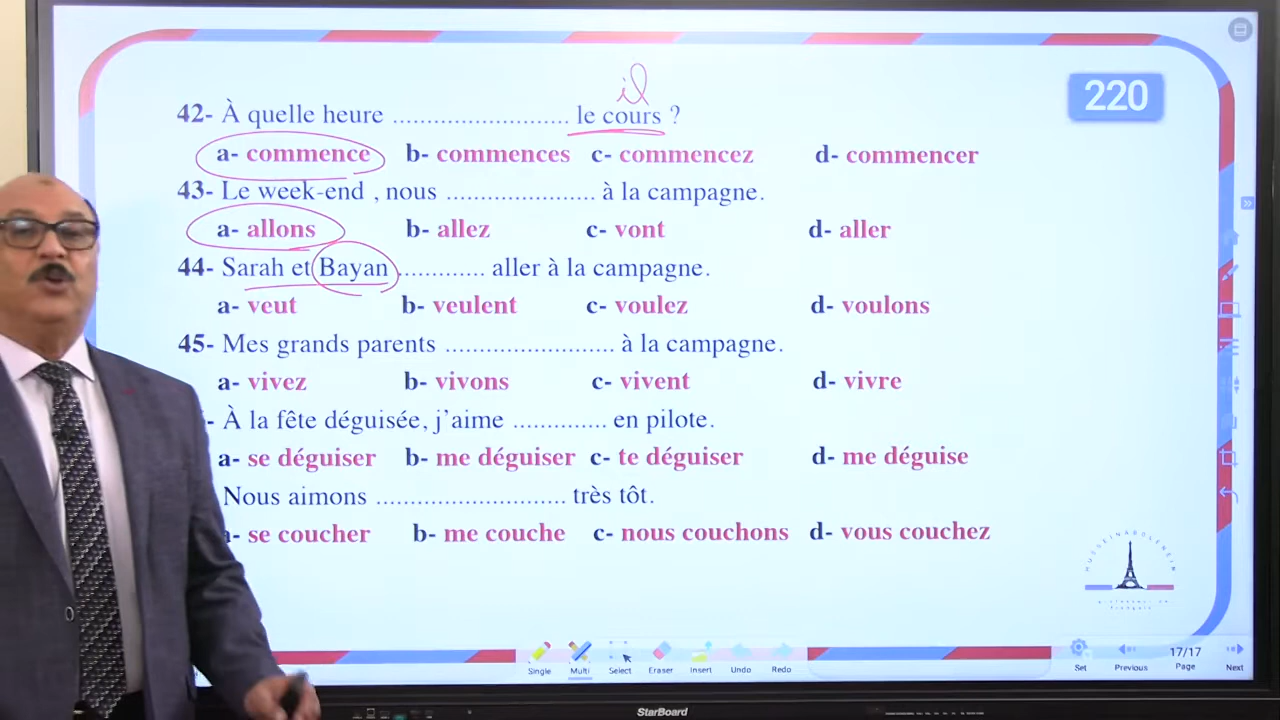 220
il
42- À quelle heure .......................... le cours ?
a- commence b- commences c- commencez d- commencer
43- Le week-end , nous ...................... à la campagne.
a- allons b- allez c- vont d- aller
44- Sarah et Bayan ............ aller à la campagne.
a- veut b- veulent c- voulez d- voulons
45- Mes grands parents ......................... à la campagne.
a- vivez b- vivons c- vivent d- vivre
- À la fête déguisée, j’aime .............. en pilote.
a- se déguiser b- me déguiser c- te déguiser d- me déguise
Nous aimons ............................ très tôt.
a- se coucher b- me couche c- nous couchons d- vous couchez
Single Multi Select Eraser Insert Undo Redo
Set Previous 17/17 Page Next
StarBoard